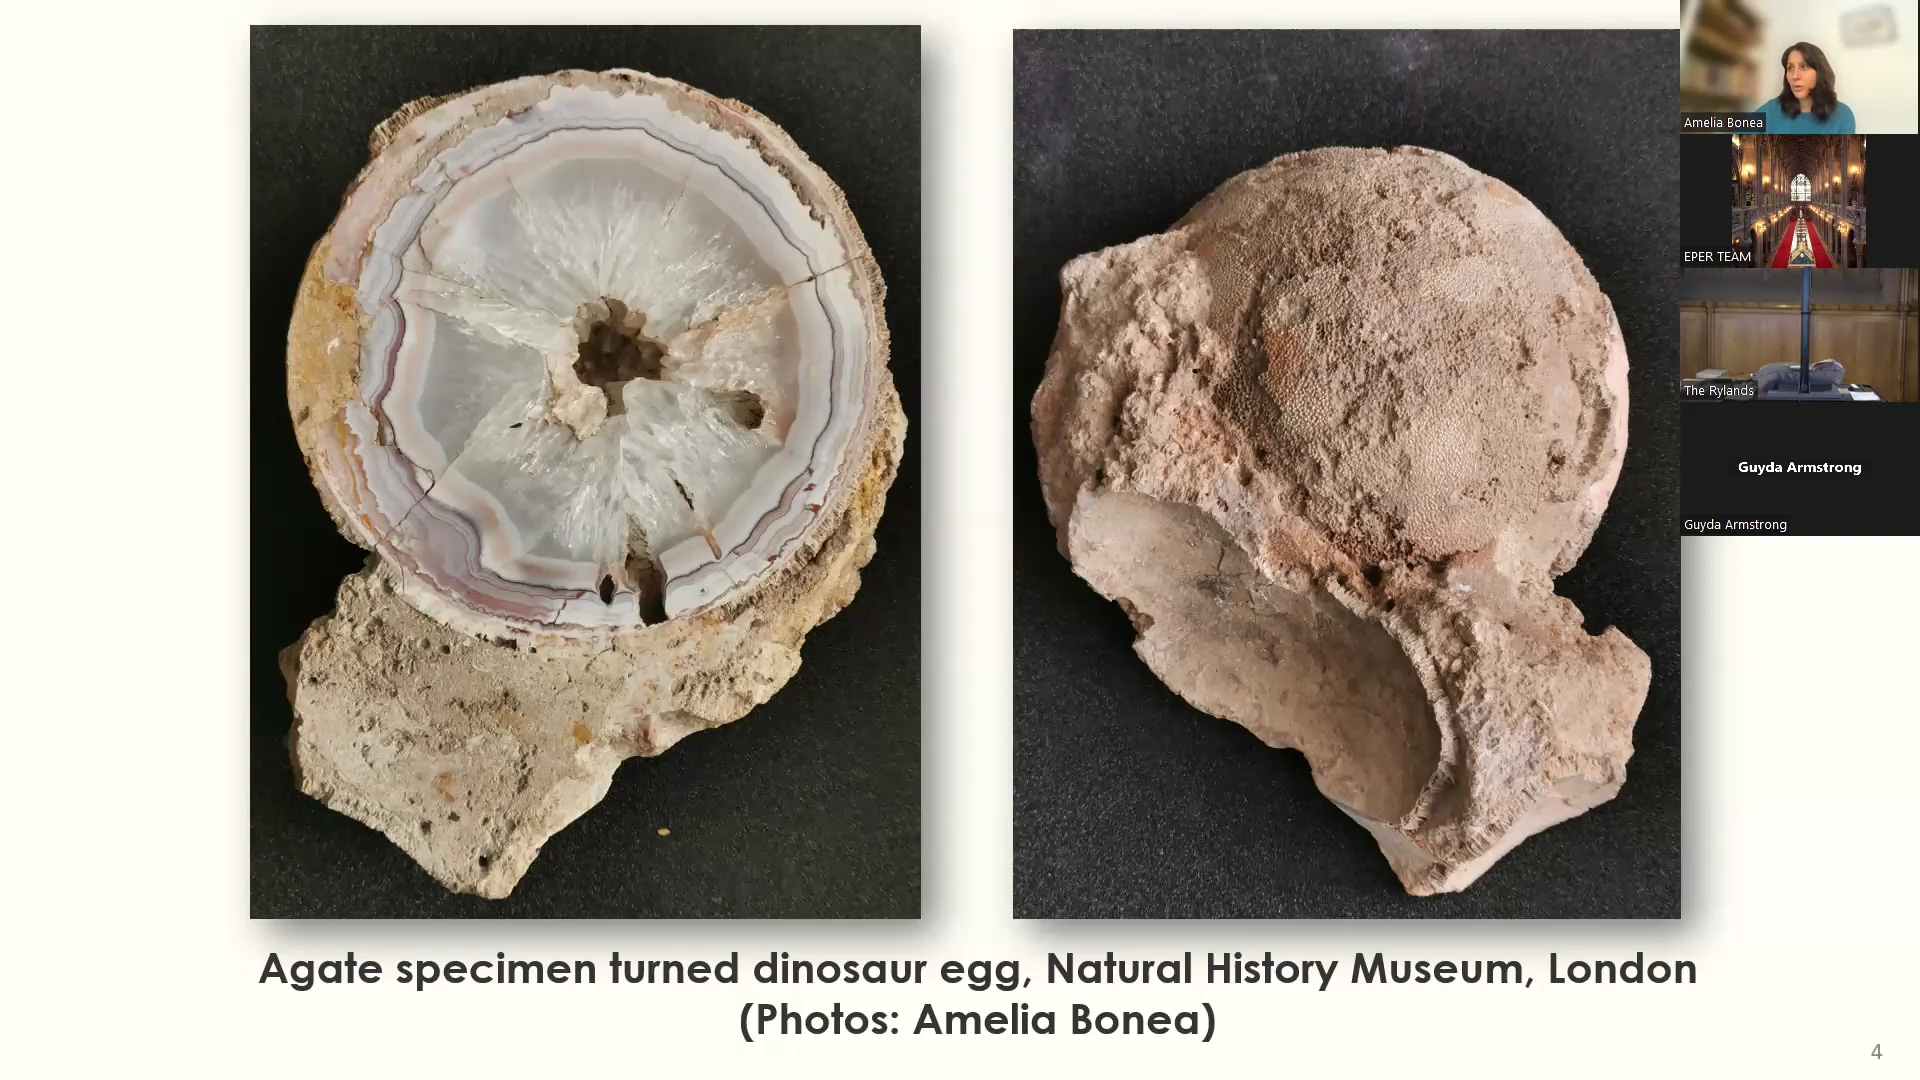 Agate specimen turned dinosaur egg, Natural History Museum, London
(Photos: Amelia Bonea)
4
Amelia Bonea
EPER TEAM
The Rylands
Guyda Armstrong
Guyda Armstrong